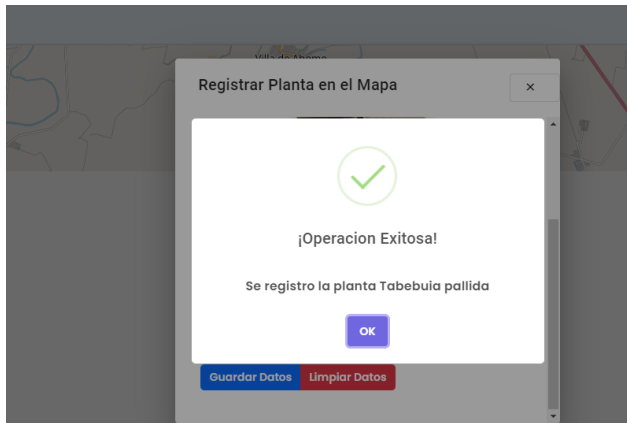 Villa de Ahome
Registrar Planta en el Mapa
×
¡Operacion Exitosa!
Se registro la planta Tabebuia pallida
OK
Guardar Datos Limpiar Datos